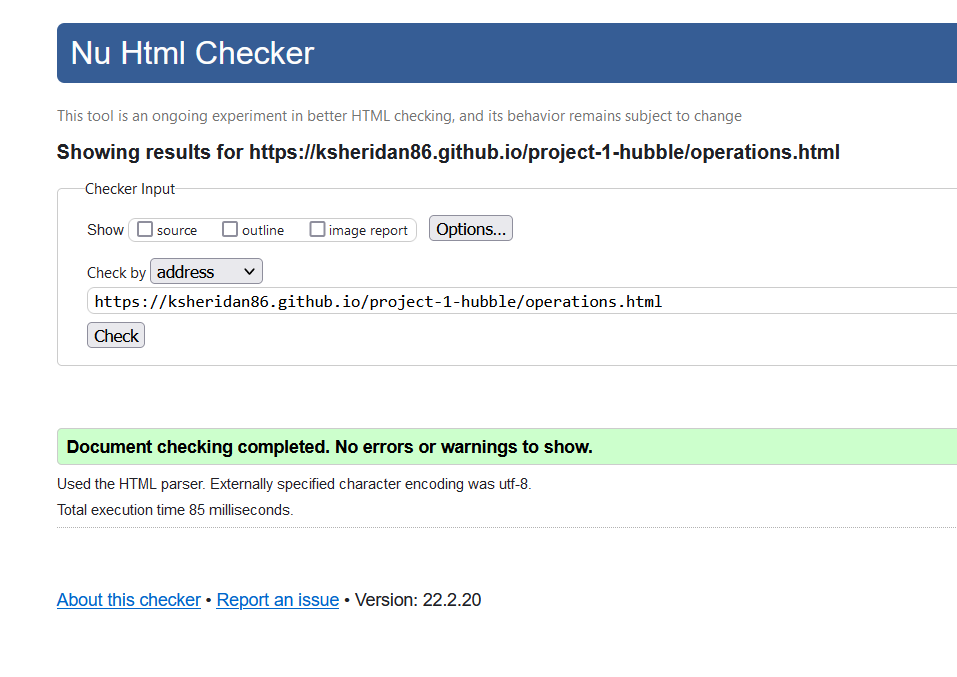 Nu Html Checker
This tool is an ongoing experiment in better HTML checking, and its behavior remains subject to change
Showing results for https://ksheridan86.github.io/project-1-hubble/operations.html
Checker Input
Show source outline image report Options...
Check by address
https://ksheridan86.github.io/project-1-hubble/operations.html
Check
Document checking completed. No errors or warnings to show.
Used the HTML parser. Externally specified character encoding was utf-8.
Total execution time 85 milliseconds.
About this checker • Report an issue • Version: 22.2.20